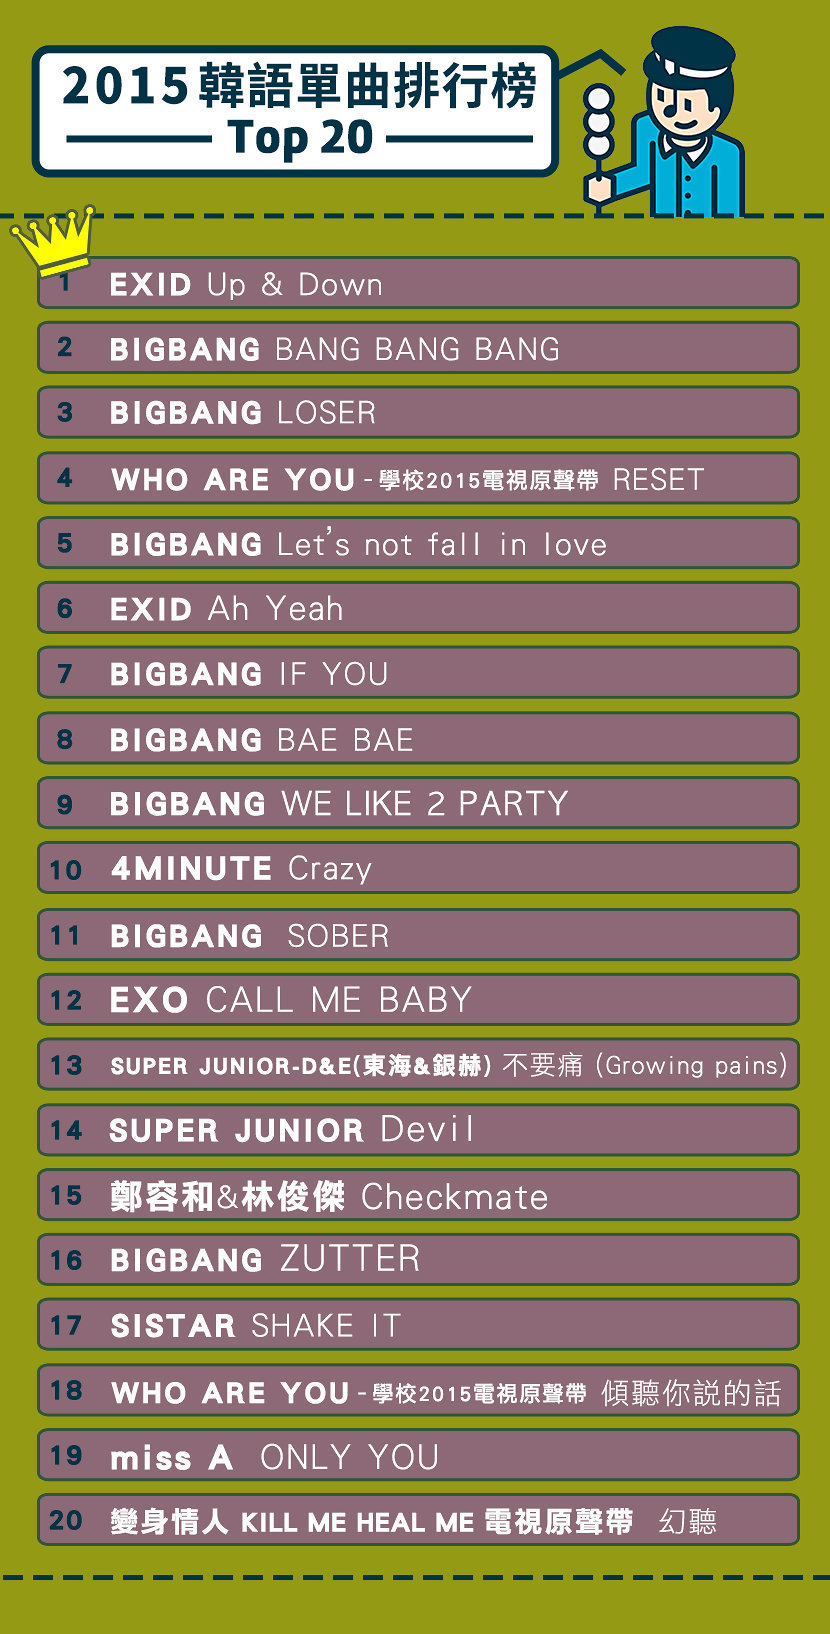 2015韓語單曲排行榜
Top 20
1 EXID Up & Down
2 BIGBANG BANG BANG BANG
3 BIGBANG LOSER
4 WHO ARE YOU-學校2015電視原聲帶 RESET
5 BIGBANG Let's not fall in love
6 EXID Ah Yeah
7 BIGBANG IF YOU
8 BIGBANG BAE BAE
9 BIGBANG WE LIKE 2 PARTY
10 4MINUTE Crazy
11 BIGBANG SOBER
12 EXO CALL ME BABY
13 SUPER JUNIOR-D&E(東海&銀赫) 不要痛 (Growing pains)
14 SUPER JUNIOR Devil
15 鄭容和&林俊傑 Checkmate
16 BIGBANG ZUTTER
17 SISTAR SHAKE IT
18 WHO ARE YOU-學校2015電視原聲帶 傾聽你説的話
19 miss A ONLY YOU
20 變身情人 KILL ME HEAL ME 電視原聲帶 幻聽